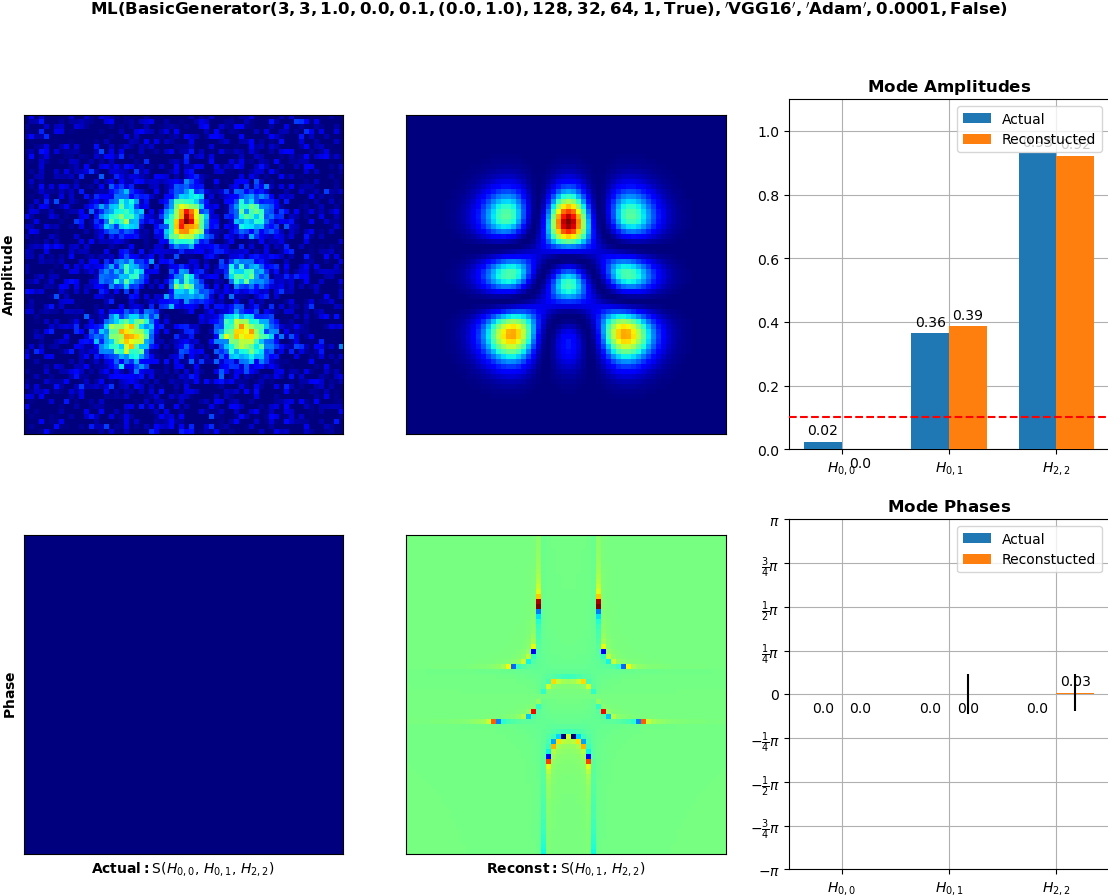 ML(BasicGenerator(3, 3, 1.0, 0.0, 0.1, (0.0, 1.0), 128, 32, 64, 1, True), ′VGG16′, ′Adam′, 0.0001, False)
Mode Amplitudes
Amplitude
Actual
Reconstucted
1.0
0.8
0.6
0.4
0.2
0.0
0.02
0.0
0.36
0.39
H0,0
H0,1
H2,2
Mode Phases
Phase
Actual
Reconstucted
π
3/4π
1/2π
1/4π
0
−1/4π
−1/2π
−3/4π
−π
0.0
0.0
0.0
0.0
0.0
0.03
H0,0
H0,1
H2,2
Actual: S(H0,0, H0,1, H2,2)
Reconst: S(H0,1, H2,2)